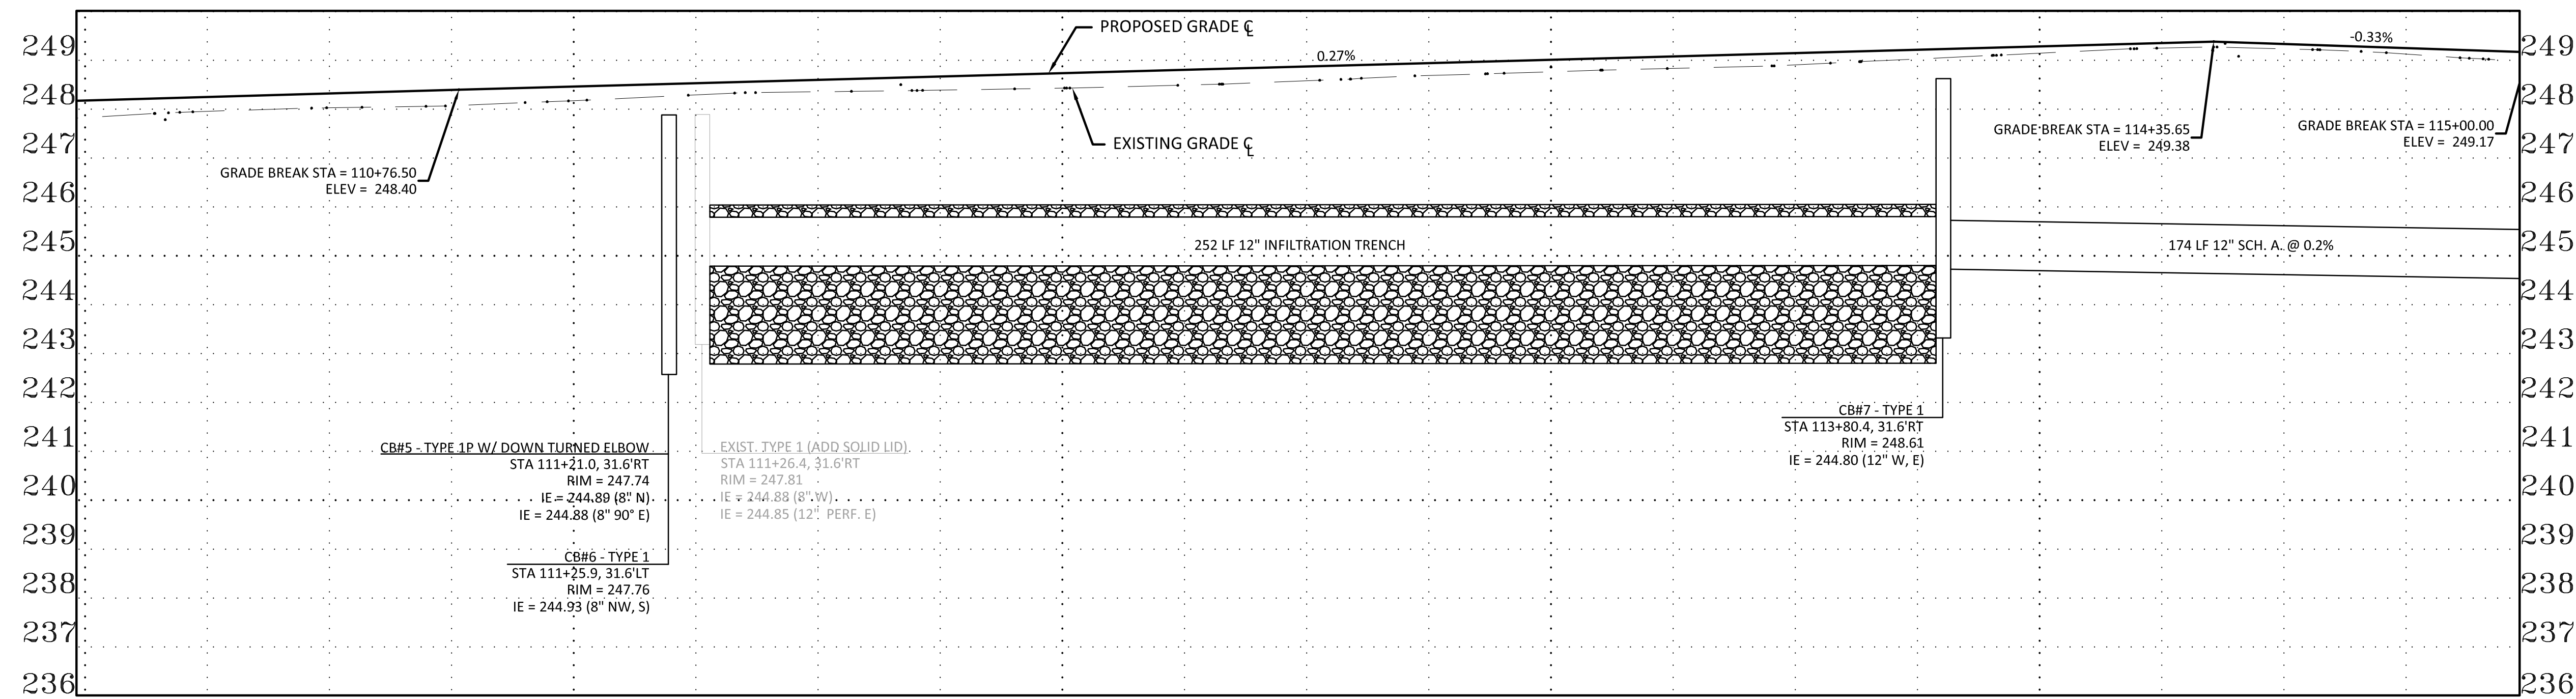 PROPOSED GRADE ℄
0.27%
-0.33%
249
248
247
246
245
244
243
242
241
240
239
238
237
236
EXISTING GRADE ℄
GRADE BREAK STA = 110+76.50
ELEV = 248.40
GRADE BREAK STA = 114+35.65
ELEV = 249.38
GRADE BREAK STA = 115+00.00
ELEV = 249.17
252 LF 12" INFILTRATION TRENCH
174 LF 12" SCH. A. @ 0.2%
CB#5 - TYPE 1P W/ DOWN TURNED ELBOW
STA 111+21.0, 31.6'RT
RIM = 247.74
IE = 244.89 (8" N)
IE = 244.88 (8" 90° E)
CB#6 - TYPE 1
STA 111+25.9, 31.6'LT
RIM = 247.76
IE = 244.93 (8" NW, S)
EXIST. TYPE 1 (ADD SOLID LID)
STA 111+26.4, 31.6'RT
RIM = 247.81
IE = 244.88 (8" W)
IE = 244.85 (12" PERF. E)
CB#7 - TYPE 1
STA 113+80.4, 31.6'RT
RIM = 248.61
IE = 244.80 (12" W, E)
249
248
247
246
245
244
243
242
241
240
239
238
237
236